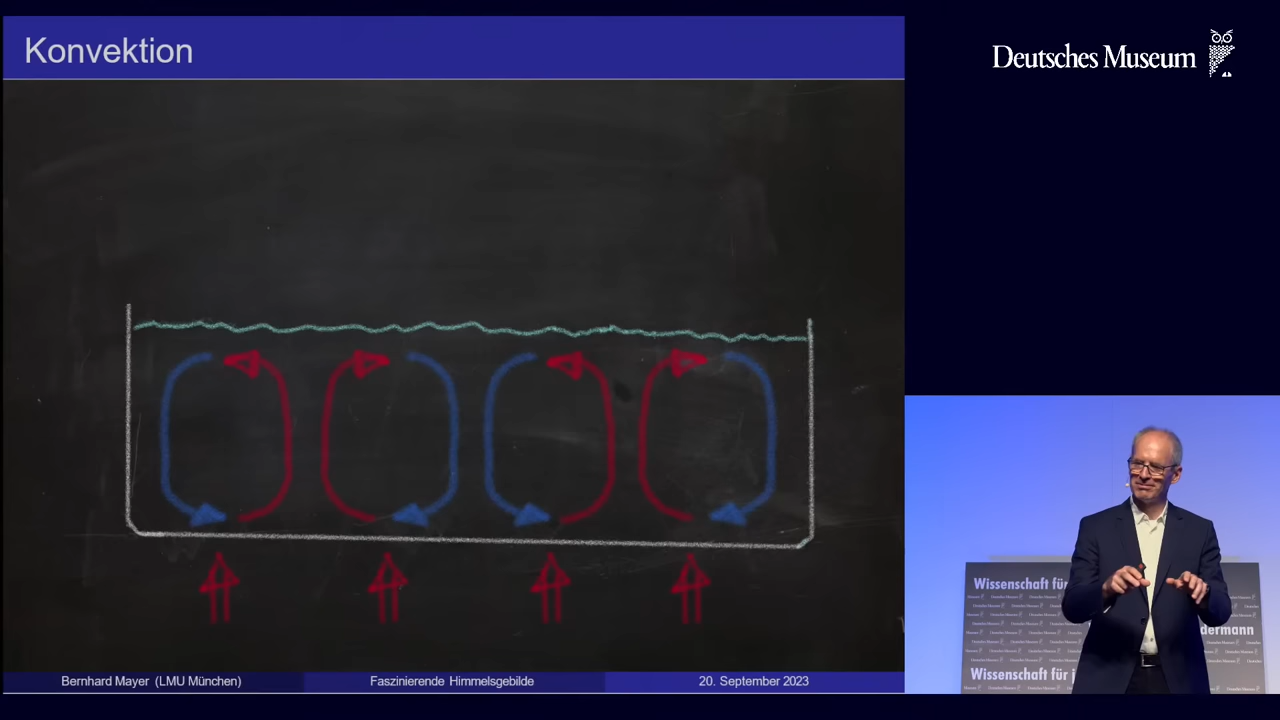 Konvektion
Deutsches Museum
Wissenschaft für
dermann
Wissenschaft für j
Bernhard Mayer (LMU München)
Faszinierende Himmelsgebilde
20. September 2023